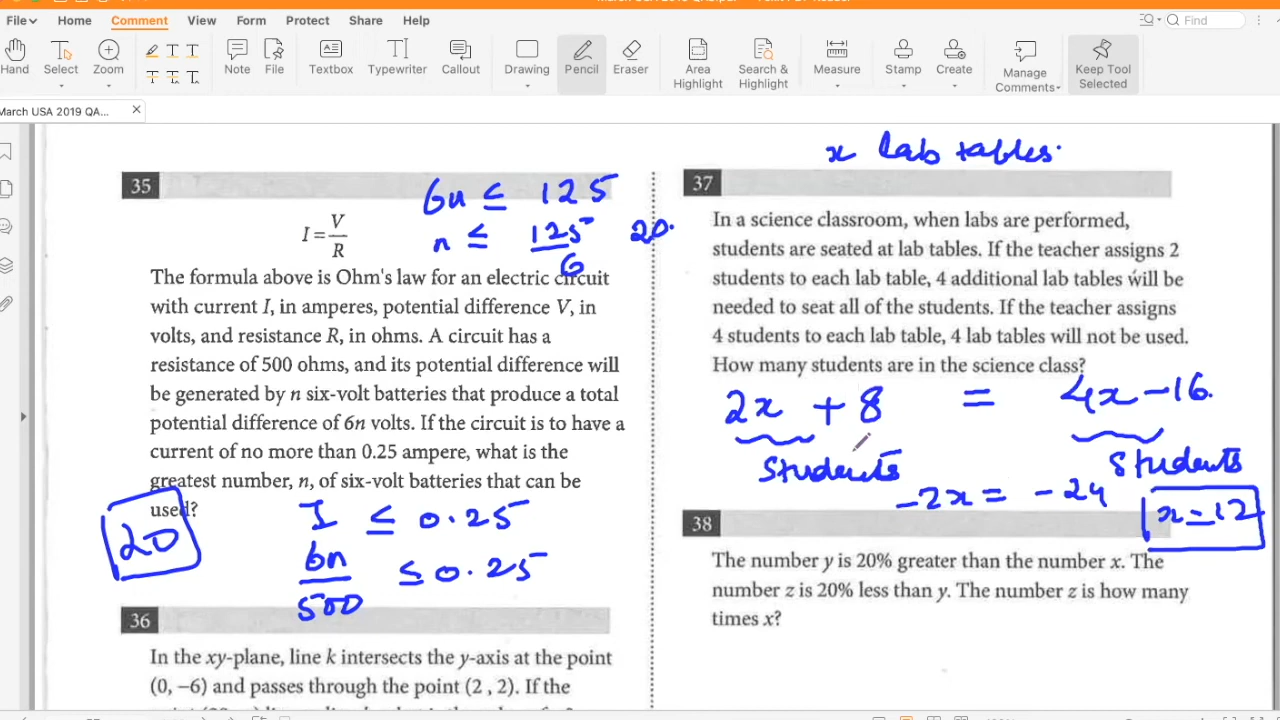 File Home Comment View Form Protect Share Help Find
Hand Select Zoom Note File Textbox Typewriter Callout Drawing Pencil Eraser Area Highlight Search & Highlight Measure Stamp Create Manage Comments Keep Tool Selected
March USA 2019 QA...
35
6n ≤ 125
n ≤ 125/6 20.
I = V/R
The formula above is Ohm's law for an electric circuit
with current I, in amperes, potential difference V, in
volts, and resistance R, in ohms. A circuit has a
resistance of 500 ohms, and its potential difference will
be generated by n six-volt batteries that produce a total
potential difference of 6n volts. If the circuit is to have a
current of no more than 0.25 ampere, what is the
greatest number, n, of six-volt batteries that can be
used?
20
I ≤ 0.25
6n/500 ≤ 0.25
36
In the xy-plane, line k intersects the y-axis at the point
(0, −6) and passes through the point (2 , 2). If the
x lab tables.
37
In a science classroom, when labs are performed,
students are seated at lab tables. If the teacher assigns 2
students to each lab table, 4 additional lab tables will be
needed to seat all of the students. If the teacher assigns
4 students to each lab table, 4 lab tables will not be used.
How many students are in the science class?
2x + 8 = 4x − 16.
Students Students
−2x = −24 x = 12
38
The number y is 20% greater than the number x. The
number z is 20% less than y. The number z is how many
times x?